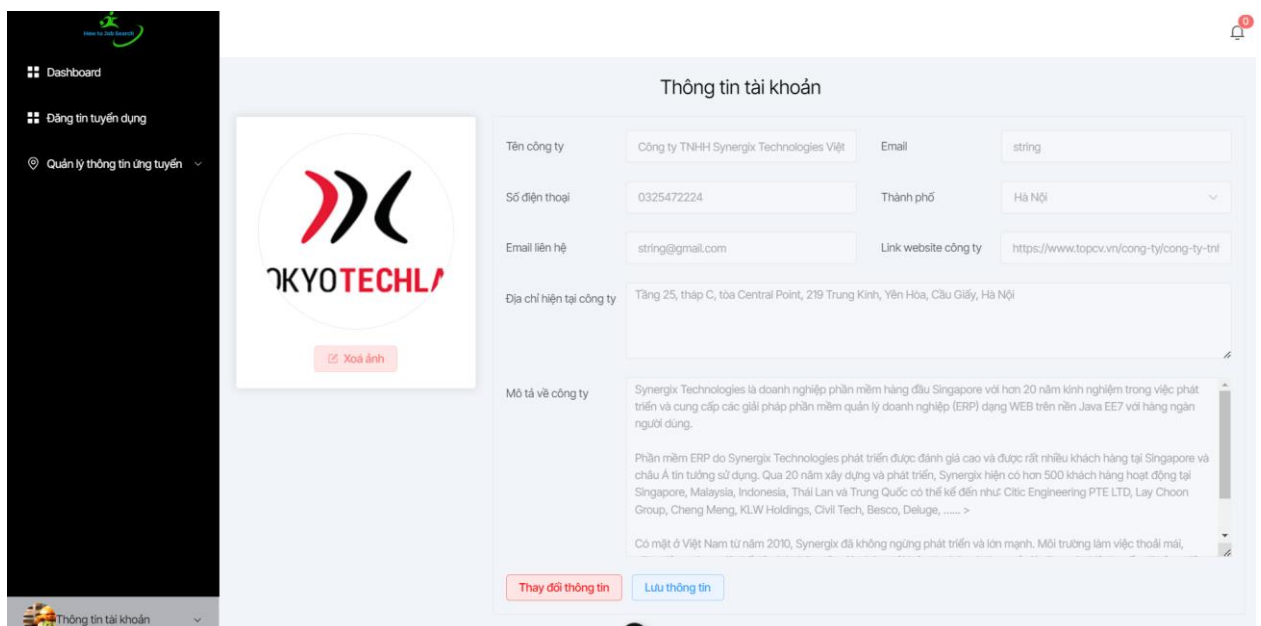 How to Job Search
0
Dashboard
Đăng tin tuyển dụng
Quản lý thông tin ứng tuyển
Thông tin tài khoản
OKYOTECHLA
Xoá ảnh
Tên công ty
Công ty TNHH Synergix Technologies Việt
Email
string
Số điện thoại
0325472224
Thành phố
Hà Nội
Email liên hệ
string@gmail.com
Link website công ty
https://www.topcv.vn/cong-ty/cong-ty-tnl
Địa chỉ hiện tại công ty
Tầng 25, tháp C, tòa Central Point, 219 Trung Kính, Yên Hòa, Cầu Giấy, Hà Nội
Mô tả về công ty
Synergix Technologies là doanh nghiệp phần mềm hàng đầu Singapore với hơn 20 năm kinh nghiệm trong việc phát
triển và cung cấp các giải pháp phần mềm quản lý doanh nghiệp (ERP) dạng WEB trên nền Java EE7 với hàng ngàn
người dùng.
Phần mềm ERP do Synergix Technologies phát triển được đánh giá cao và được rất nhiều khách hàng tại Singapore và
châu Á tin tưởng sử dụng. Qua 20 năm xây dựng và phát triển, Synergix hiện có hơn 500 khách hàng hoạt động tại
Singapore, Malaysia, Indonesia, Thái Lan và Trung Quốc có thể kể đến như: Citic Engineering PTE LTD, Lay Choon
Group, Cheng Meng, KLW Holdings, Civil Tech, Besco, Deluge, ...... >
Có mặt ở Việt Nam từ năm 2010, Synergix đã không ngừng phát triển và lớn mạnh. Môi trường làm việc thoải mái,
Thay đổi thông tin
Lưu thông tin
Thông tin tài khoản